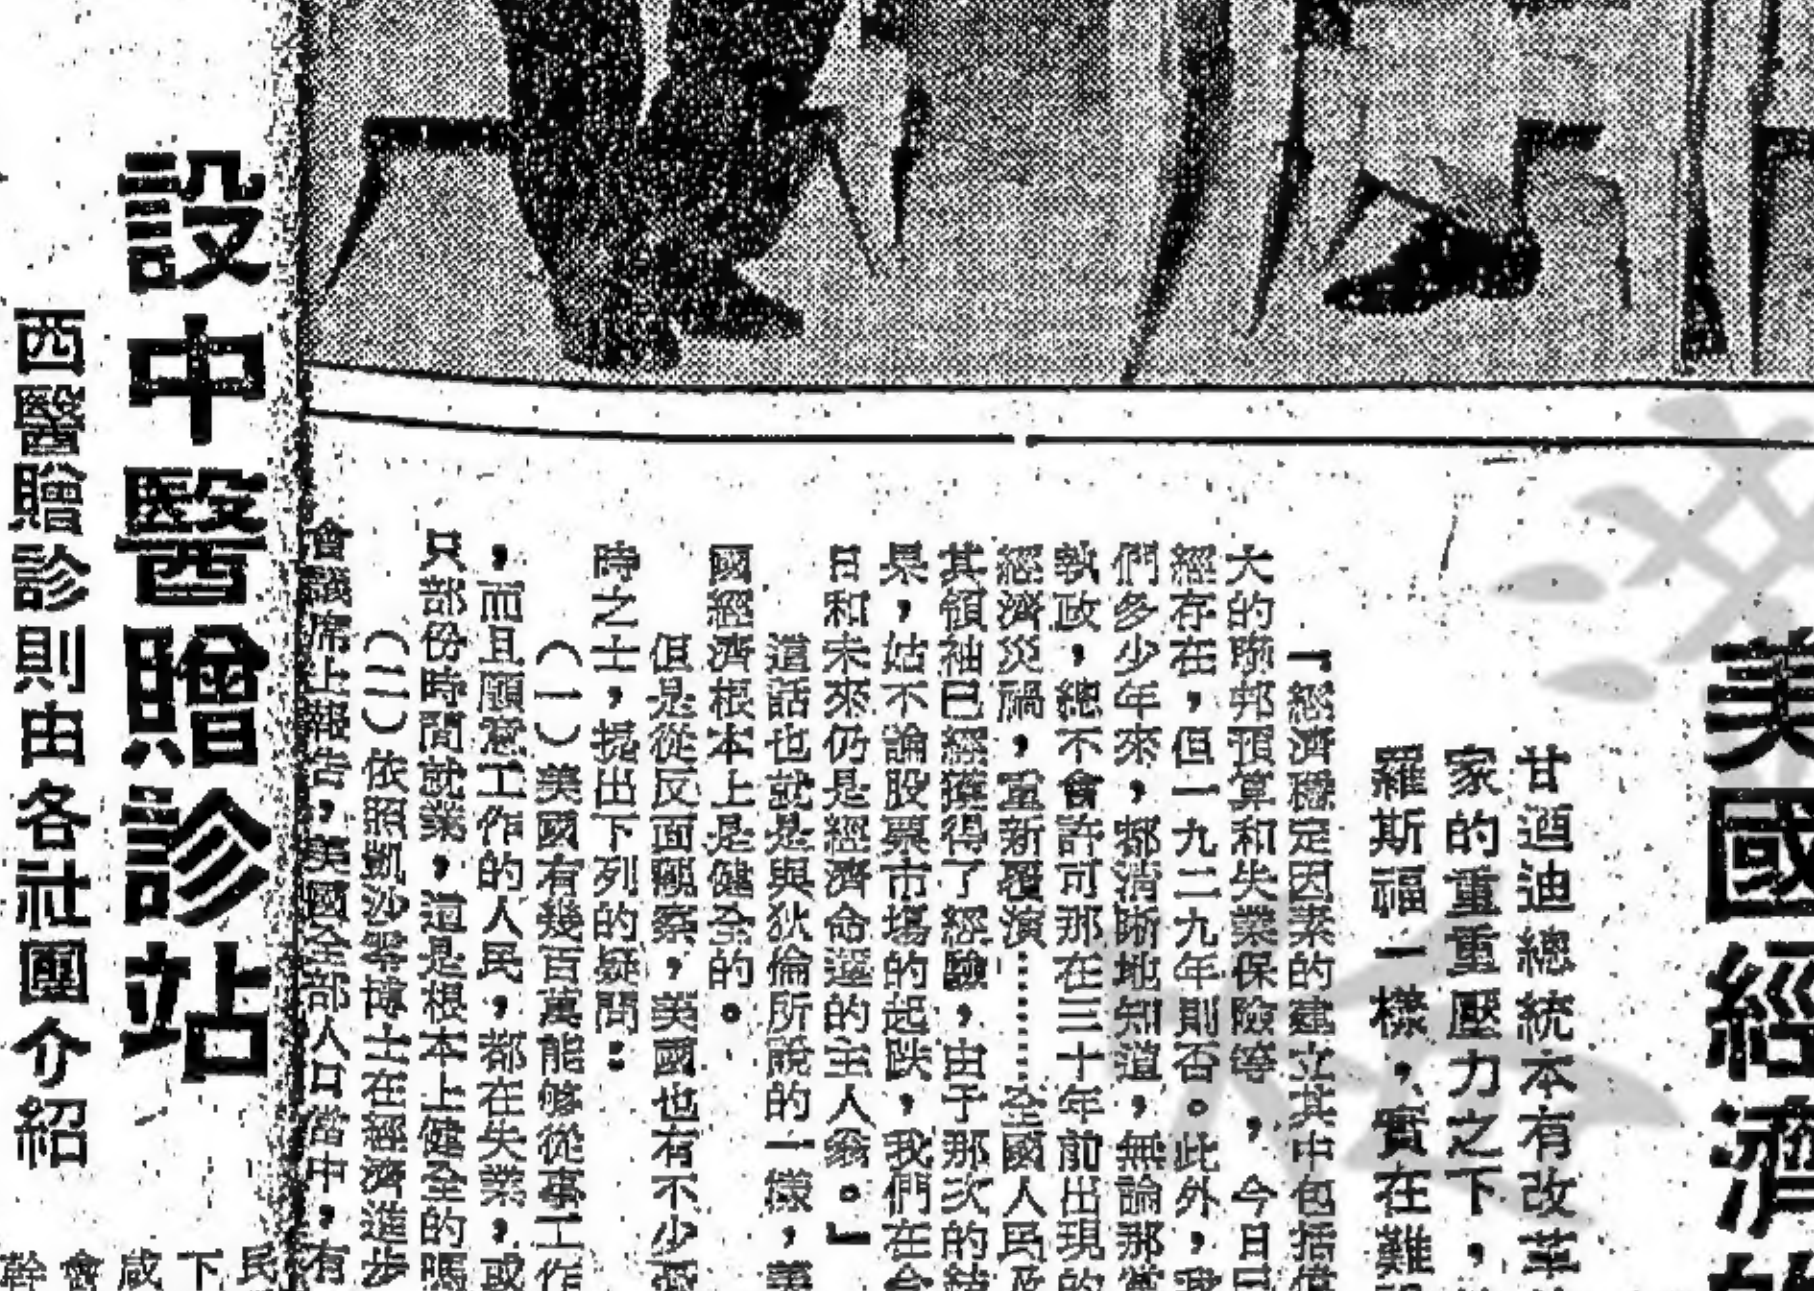 美國經濟
甘迺迪總統本有改革
家的重重壓力之下，
羅斯福一樣，實在難
「經濟穩定因素的建立其中包括
大的聯邦預算和失業保險等，今日已
經存在，但一九二九年則否。此外，我
們多少年來，都清晰地知道，無論那黨
執政，總不會許可那在三十年前出現的
經濟災禍，重新覆演………全國人民及
其領袖已經獲得了經驗，由于那次的結
果，姑不論股票市場的起跌，我們在今
日和未來仍是經濟命運的主人翁。」
這話也就是與狄倫所說的一樣，美
國經濟根本上是健全的。
但是從反面觀察，美國也有不少憂
時之士，提出下列的疑問：
（一）美國有幾百萬能够從事工作
，而且願意工作的人民，都在失業，或
只部份時間就業，這是根本上健全的嗎
（二）依照凱沙零博士在經濟進步
會議席上報告，美國全部人口當中，有
設中醫贈診站
西醫贈診則由各社團介紹
民
下
歲
會
幹